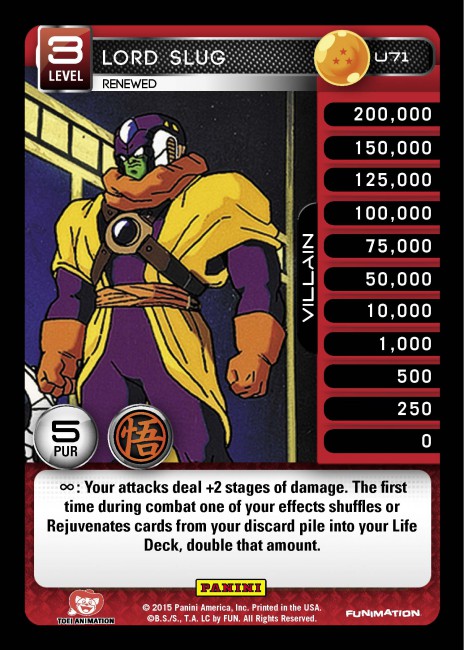 3
LEVEL
LORD SLUG
U71
RENEWED
200,000
150,000
125,000
100,000
75,000
50,000
10,000
1,000
500
250
0
VILLAIN
5
PUR
悟
∞: Your attacks deal +2 stages of damage. The first
time during combat one of your effects shuffles or
Rejuvenates cards from your discard pile into your Life
Deck, double that amount.
PANINI
TOEI ANIMATION
© 2015 Panini America, Inc. Printed in the USA.
©B.S./S., T.A. LC by FUN. All Rights Reserved.
FUNIMATION